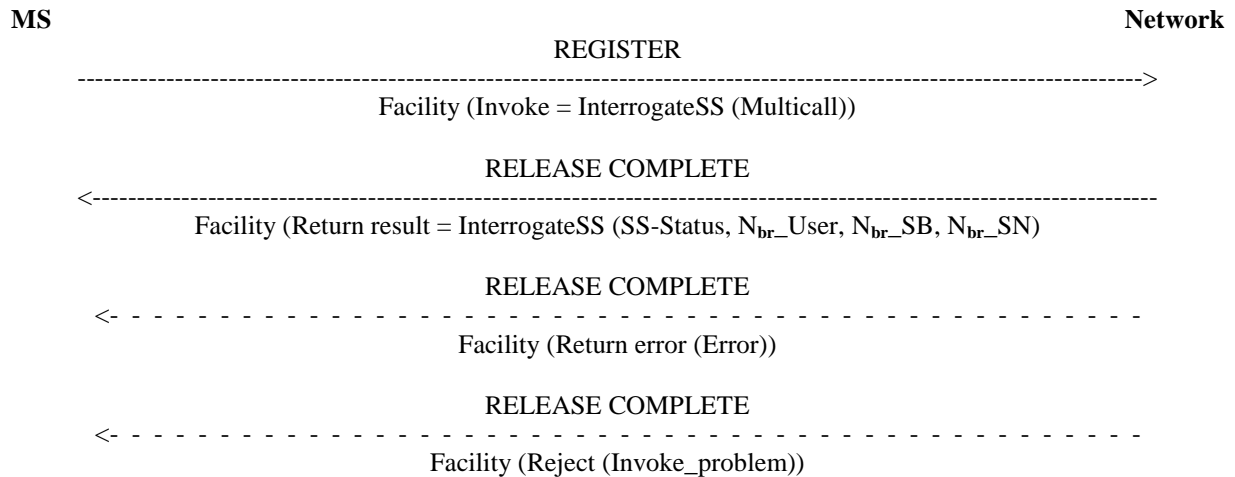 MS Network
REGISTER
Facility (Invoke = InterrogateSS (Multicall))
RELEASE COMPLETE
Facility (Return result = InterrogateSS (SS-Status, Nbr_User, Nbr_SB, Nbr_SN)
RELEASE COMPLETE
Facility (Return error (Error))
RELEASE COMPLETE
Facility (Reject (Invoke_problem))